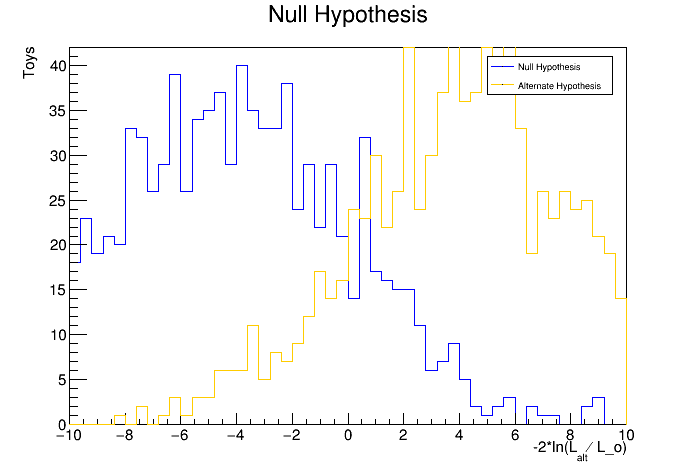 Null Hypothesis
Toys
40
35
30
25
20
15
10
5
0
Null Hypothesis
Alternate Hypothesis
−10 −8 −6 −4 −2 0 2 4 6 8 10
-2*ln(L_alt / L_o)